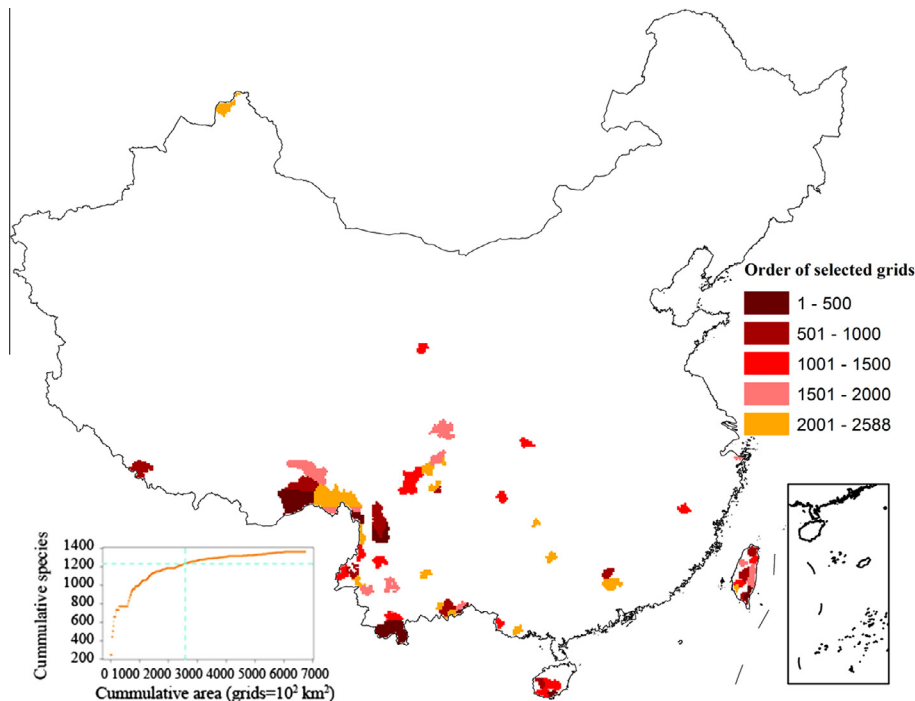 Order of selected grids
1 - 500
501 - 1000
1001 - 1500
1501 - 2000
2001 - 2588
Cummulative species
1400
1200
1000
800
600
400
200
0 1000 2000 3000 4000 5000 6000 7000
Cummulative area (grids=10² km²)